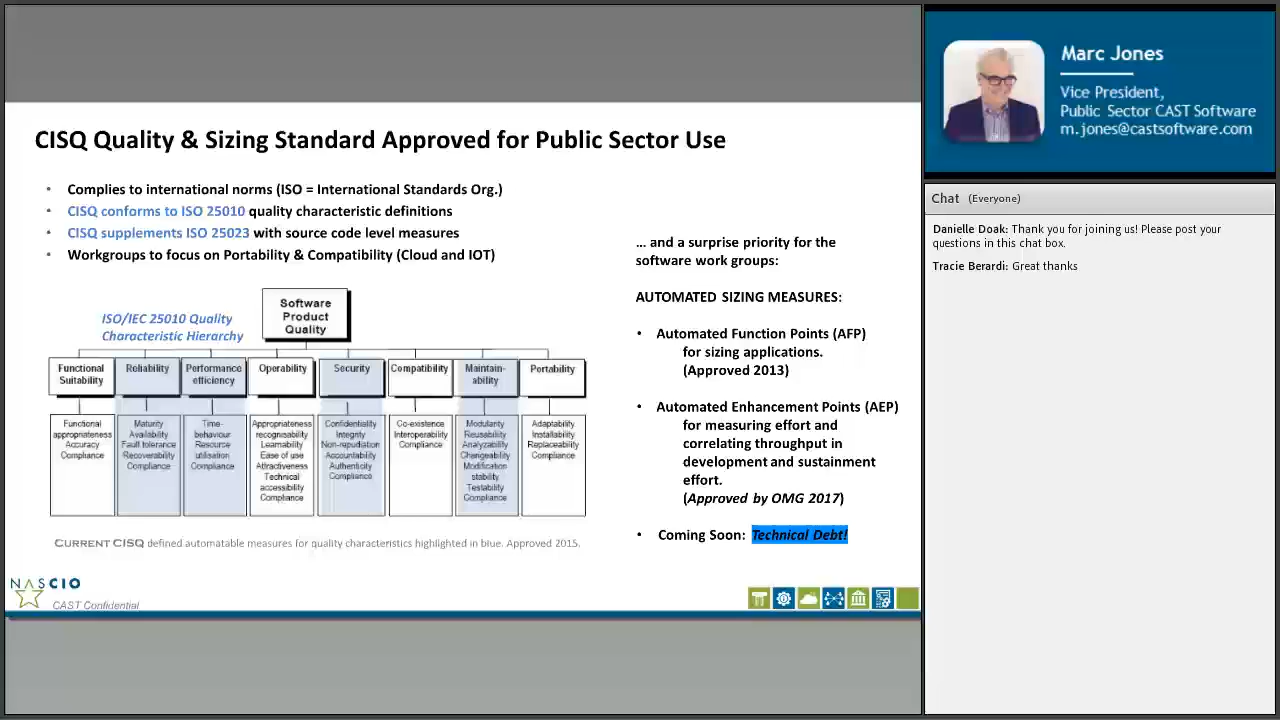 CISQ Quality & Sizing Standard Approved for Public Sector Use
• Complies to international norms (ISO = International Standards Org.)
• CISQ conforms to ISO 25010 quality characteristic definitions
• CISQ supplements ISO 25023 with source code level measures
• Workgroups to focus on Portability & Compatibility (Cloud and IOT)
ISO/IEC 25010 Quality
Characteristic Hierarchy
Software
Product
Quality
Functional
Suitability
Reliability
Performance
efficiency
Operability
Security
Compatibility
Maintain-
ability
Portability
Functional
appropriateness
Accuracy
Compliance
Maturity
Availability
Fault tolerance
Recoverability
Compliance
Time-
behaviour
Resource
utilisation
Compliance
Appropriateness
recognisability
Learnability
Ease of use
Attractiveness
Technical
accessibility
Compliance
Confidentiality
Integrity
Non-repudiation
Accountability
Authenticity
Compliance
Co-existence
Interoperability
Compliance
Modularity
Reusability
Analyzability
Changeability
Modification
stability
Testability
Compliance
Adaptability
Installability
Replaceability
Compliance
CURRENT CISQ defined automatable measures for quality characteristics highlighted in blue. Approved 2015.
... and a surprise priority for the
software work groups:
AUTOMATED SIZING MEASURES:
• Automated Function Points (AFP)
for sizing applications.
(Approved 2013)
• Automated Enhancement Points (AEP)
for measuring effort and
correlating throughput in
development and sustainment
effort.
(Approved by OMG 2017)
• Coming Soon: Technical Debt!
NASCIO
CAST Confidential
Marc Jones
Vice President,
Public Sector CAST Software
m.jones@castsoftware.com
Chat (Everyone)
Danielle Doak: Thank you for joining us! Please post your
questions in this chat box.
Tracie Berardi: Great thanks